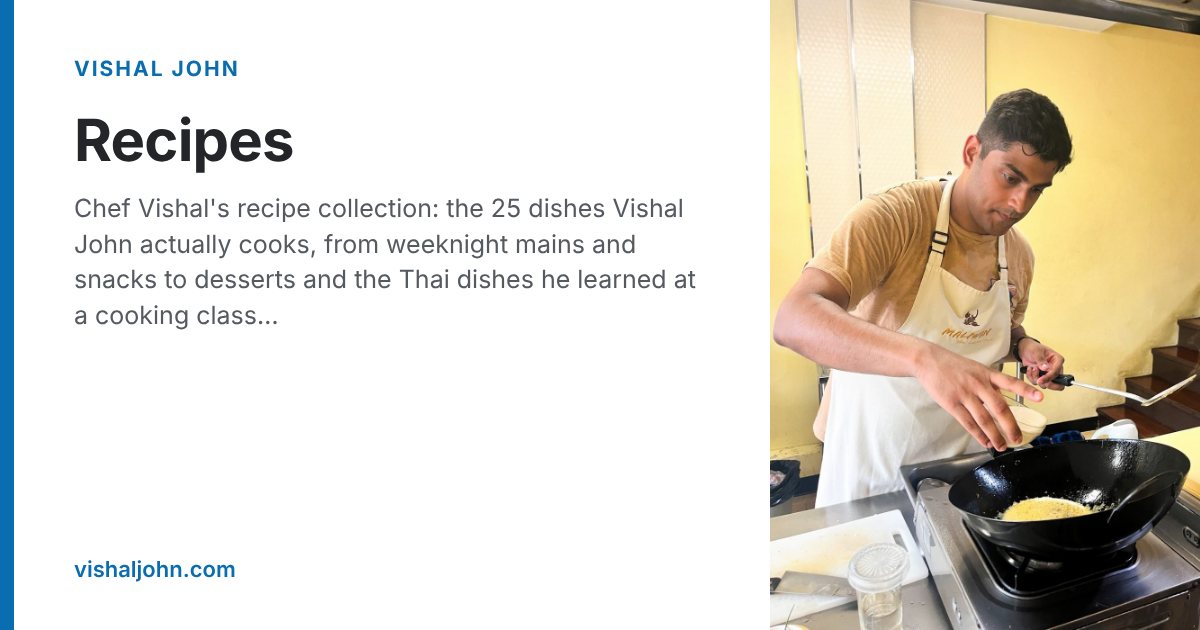 VISHAL JOHN
Recipes
Chef Vishal's recipe collection: the 25 dishes Vishal
John actually cooks, from weeknight mains and
snacks to desserts and the Thai dishes he learned at
a cooking class...
vishaljohn.com